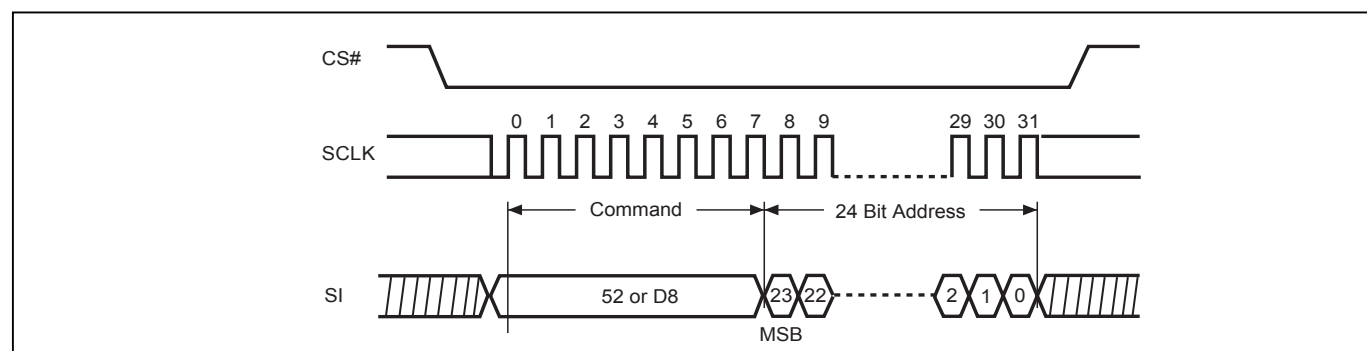 CS#
0 1 2 3 4 5 6 7 8 9 29 30 31
SCLK
Command 24 Bit Address
SI 52 or D8 23 22 2 1 0
MSB